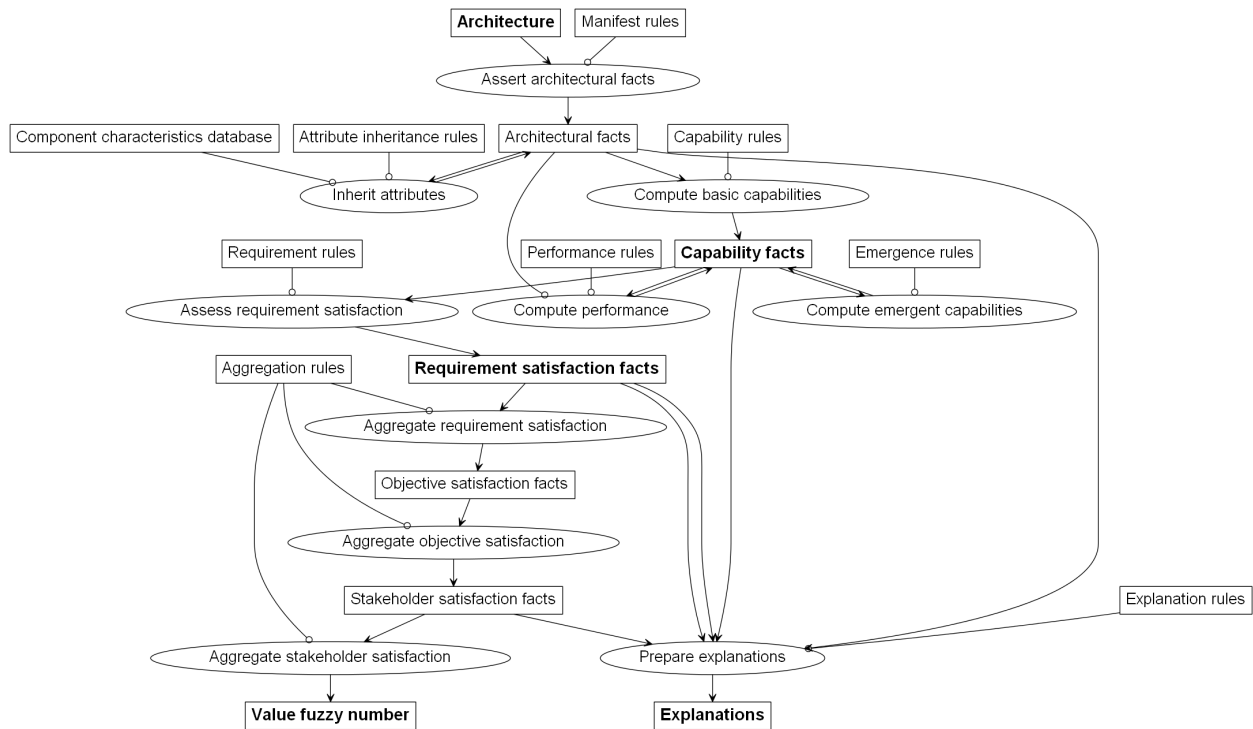 Architecture
Manifest rules
Assert architectural facts
Component characteristics database
Attribute inheritance rules
Architectural facts
Capability rules
Inherit attributes
Compute basic capabilities
Requirement rules
Performance rules
Capability facts
Emergence rules
Assess requirement satisfaction
Compute performance
Compute emergent capabilities
Aggregation rules
Requirement satisfaction facts
Aggregate requirement satisfaction
Objective satisfaction facts
Aggregate objective satisfaction
Stakeholder satisfaction facts
Explanation rules
Aggregate stakeholder satisfaction
Prepare explanations
Value fuzzy number
Explanations